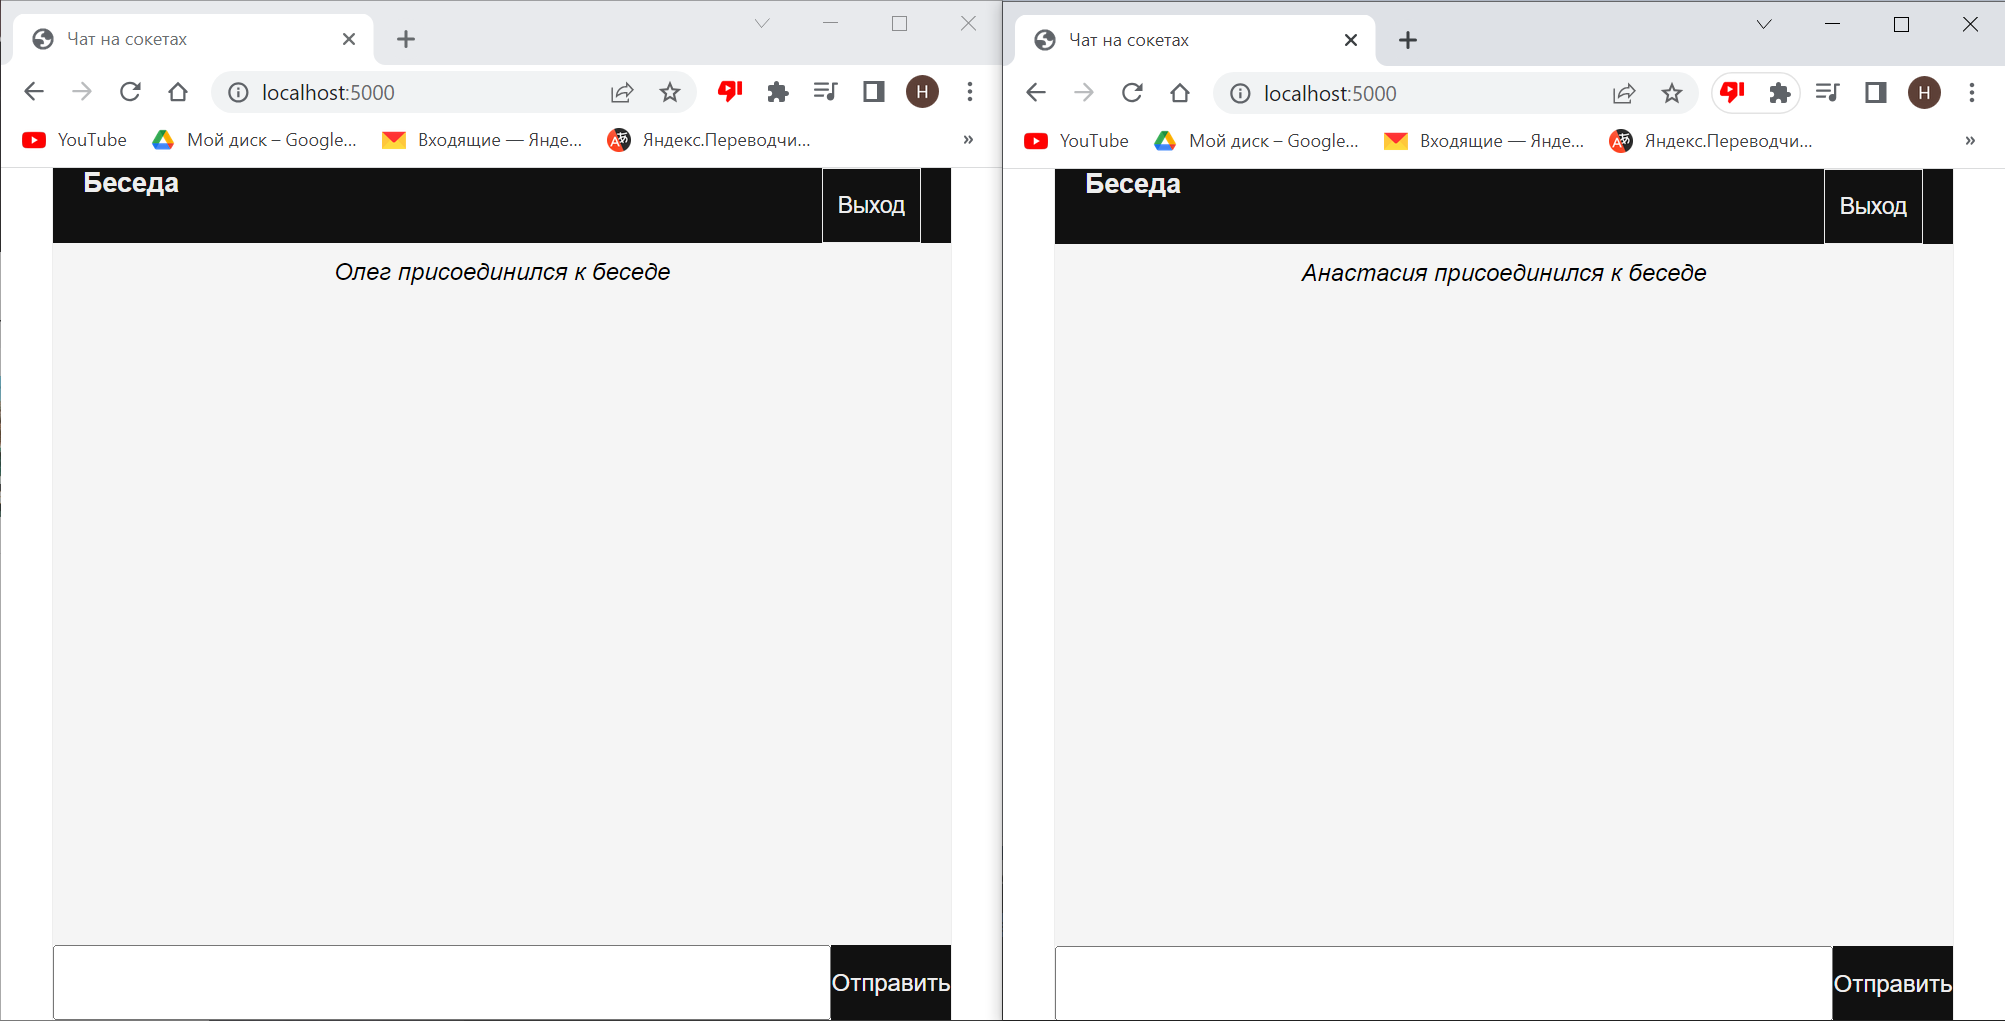 Чат на сокетах
localhost:5000
H
YouTube
Мой диск – Google...
Входящие — Янде...
Яндекс.Переводчи...
»
Беседа
Выход
Олег присоединился к беседе
Отправить
Чат на сокетах
localhost:5000
H
YouTube
Мой диск – Google...
Входящие — Янде...
Яндекс.Переводчи...
»
Беседа
Выход
Анастасия присоединился к беседе
Отправить